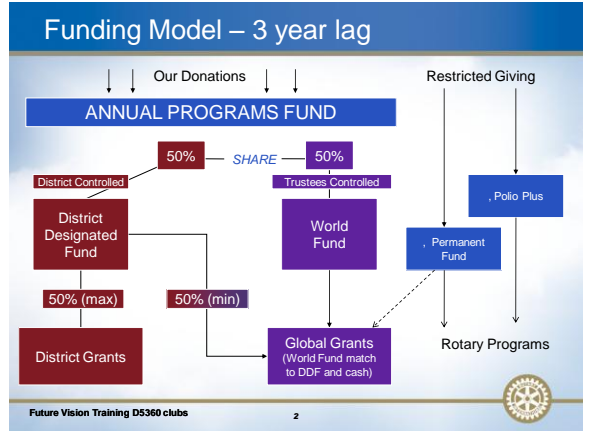 Funding Model – 3 year lag
Our Donations
Restricted Giving
ANNUAL PROGRAMS FUND
50%
SHARE
50%
District Controlled
Trustees Controlled
, Polio Plus
District
Designated
Fund
World
Fund
, Permanent
Fund
50% (max)
50% (min)
District Grants
Global Grants
(World Fund match
to DDF and cash)
Rotary Programs
Future Vision Training D5360 clubs
2